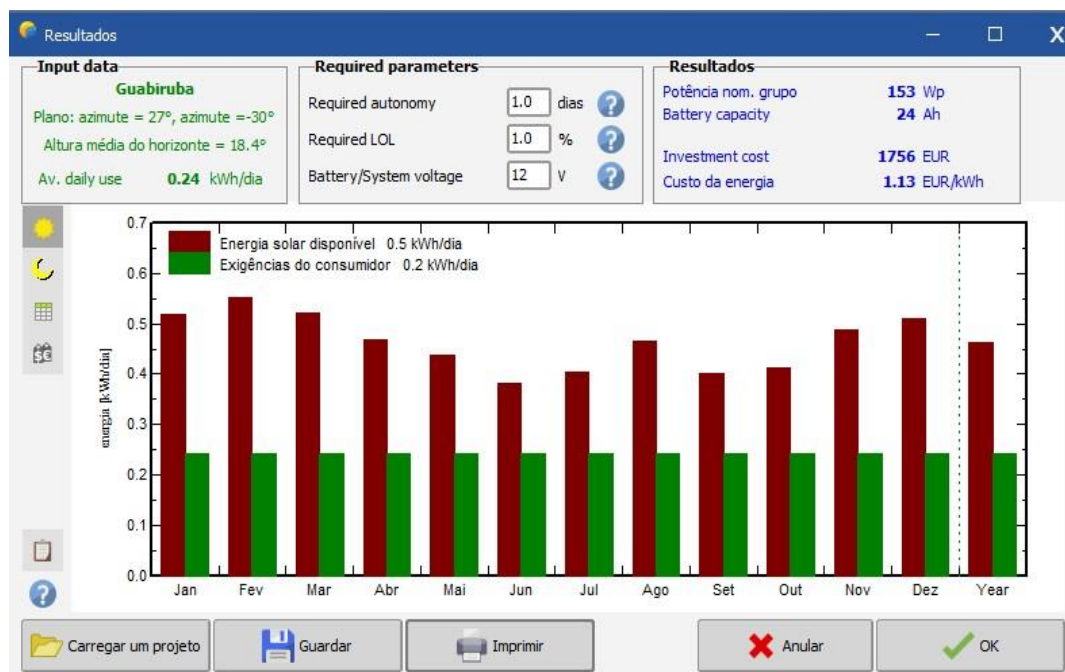 Resultados
Input data
Guabiruba
Plano: azimute = 27°, azimute =-30°
Altura média do horizonte = 18.4°
Av. daily use 0.24 kWh/dia
Required parameters
Required autonomy 1.0 dias ?
Required LOL 1.0 % ?
Battery/System voltage 12 V ?
Resultados
Potência nom. grupo 153 Wp
Battery capacity 24 Ah
Investment cost 1756 EUR
Custo da energia 1.13 EUR/kWh
Energia solar disponível 0.5 kWh/dia
Exigências do consumidor 0.2 kWh/dia
energia [kWh/dia]
0.7
0.6
0.5
0.4
0.3
0.2
0.1
0.0
Jan Fev Mar Abr Mai Jun Jul Ago Set Out Nov Dez Year
$€
?
Carregar um projeto Guardar Imprimir Anular OK